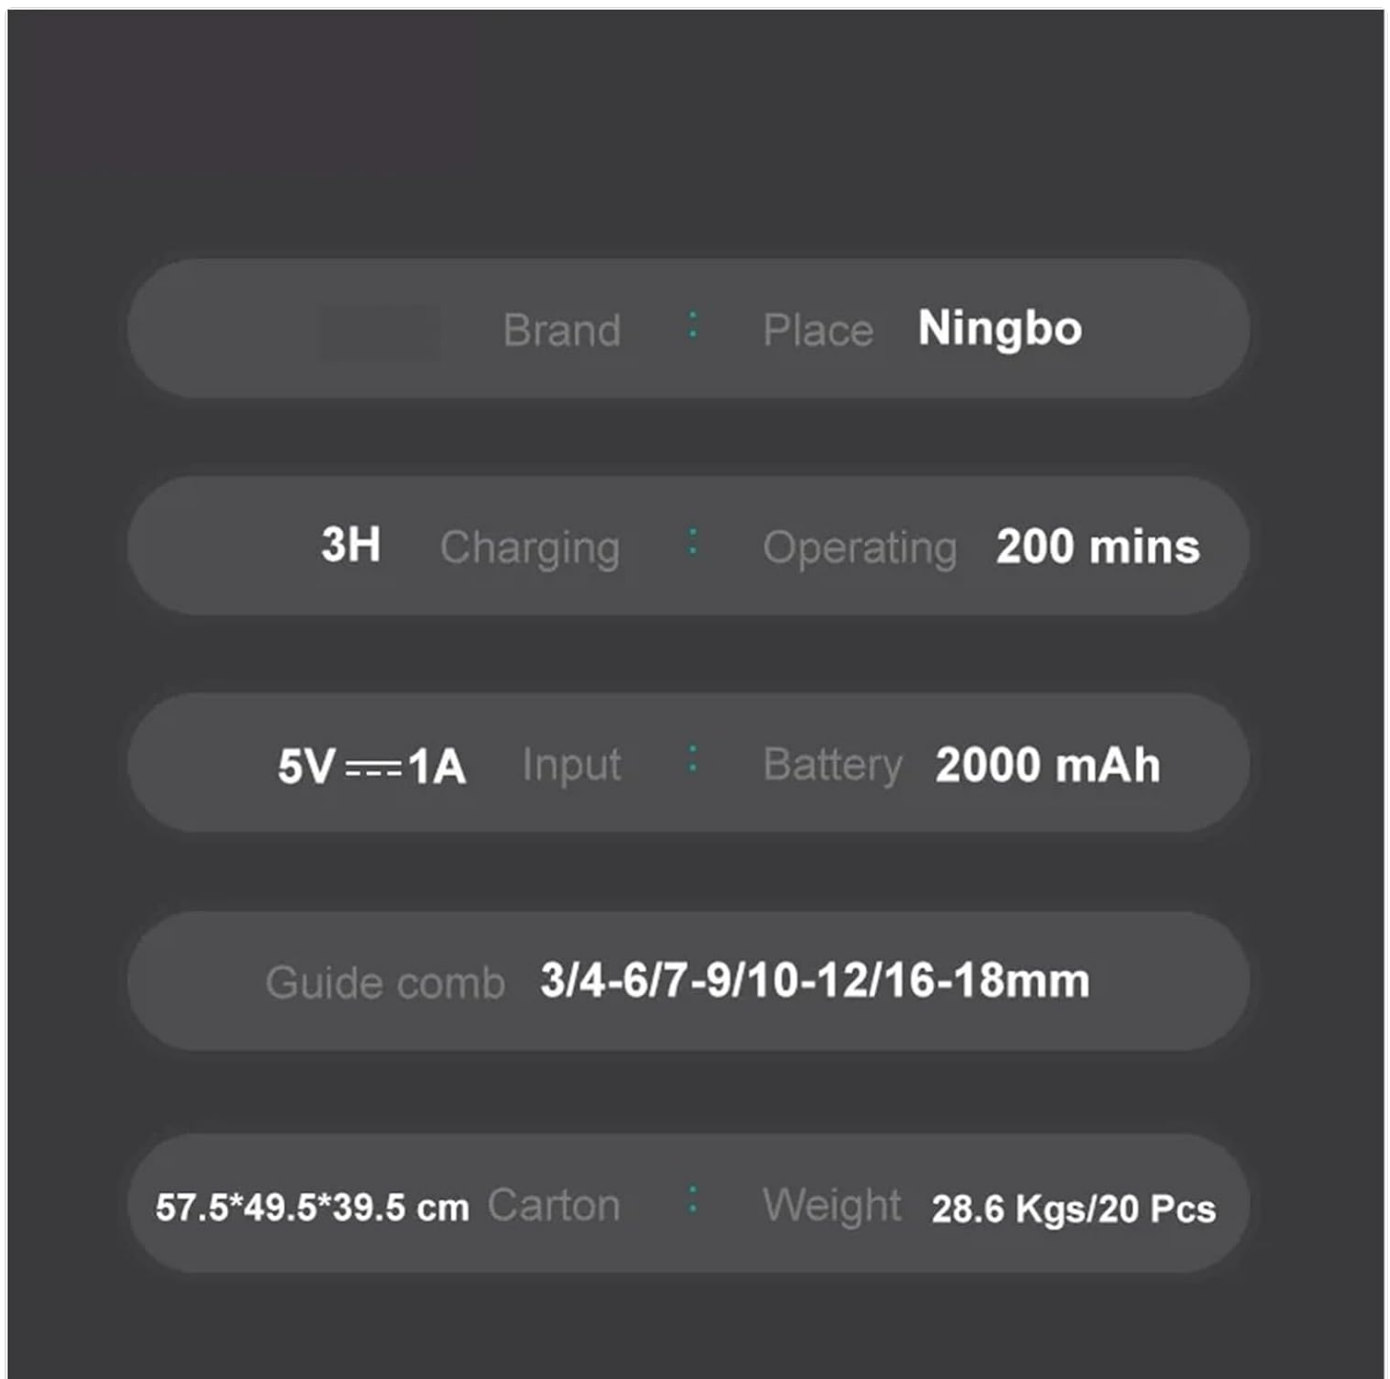 Brand : Place Ningbo
3H Charging : Operating 200 mins
5V⎓1A Input : Battery 2000 mAh
Guide comb 3/4-6/7-9/10-12/16-18mm
57.5*49.5*39.5 cm Carton : Weight 28.6 Kgs/20 Pcs